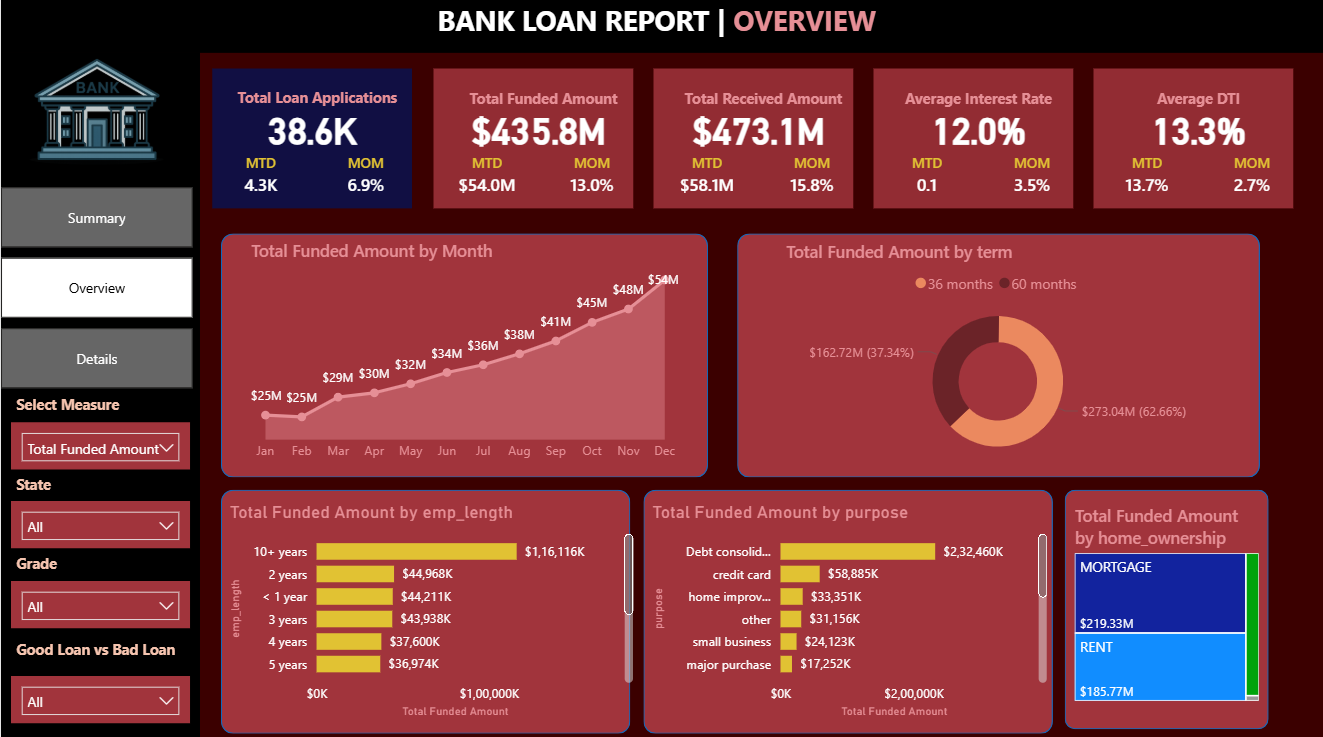 BANK LOAN REPORT | OVERVIEW
BANK
Summary
Overview
Details
Select Measure
Total Funded Amount
State
All
Grade
All
Good Loan vs Bad Loan
All
Total Loan Applications
38.6K
MTD MOM
4.3K 6.9%
Total Funded Amount
$435.8M
MTD MOM
$54.0M 13.0%
Total Received Amount
$473.1M
MTD MOM
$58.1M 15.8%
Average Interest Rate
12.0%
MTD MOM
0.1 3.5%
Average DTI
13.3%
MTD MOM
13.7% 2.7%
Total Funded Amount by Month
$25M $25M $29M $30M $32M $34M $36M $38M $41M $45M $48M $54M
Jan Feb Mar Apr May Jun Jul Aug Sep Oct Nov Dec
Total Funded Amount by term
36 months 60 months
$162.72M (37.34%)
$273.04M (62.66%)
Total Funded Amount by emp_length
emp_length
10+ years $1,16,116K
2 years $44,968K
< 1 year $44,211K
3 years $43,938K
4 years $37,600K
5 years $36,974K
$0K $1,00,000K
Total Funded Amount
Total Funded Amount by purpose
purpose
Debt consolid... $2,32,460K
credit card $58,885K
home improv... $33,351K
other $31,156K
small business $24,123K
major purchase $17,252K
$0K $2,00,000K
Total Funded Amount
Total Funded Amount
by home_ownership
MORTGAGE
$219.33M
RENT
$185.77M